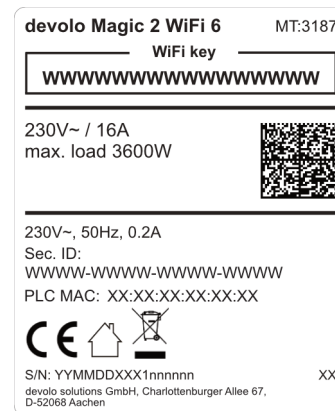 devolo Magic 2 WiFi 6 MT:3187
WiFi key
WWWWWWWWWWWWWWWW
230V~ / 16A
max. load 3600W
230V~, 50Hz, 0.2A
Sec. ID:
WWWW-WWWW-WWWW-WWWW
PLC MAC: XX:XX:XX:XX:XX:XX
CE
S/N: YYMMDDXXX1nnnnnn XX
devolo solutions GmbH, Charlottenburger Allee 67,
D-52068 Aachen